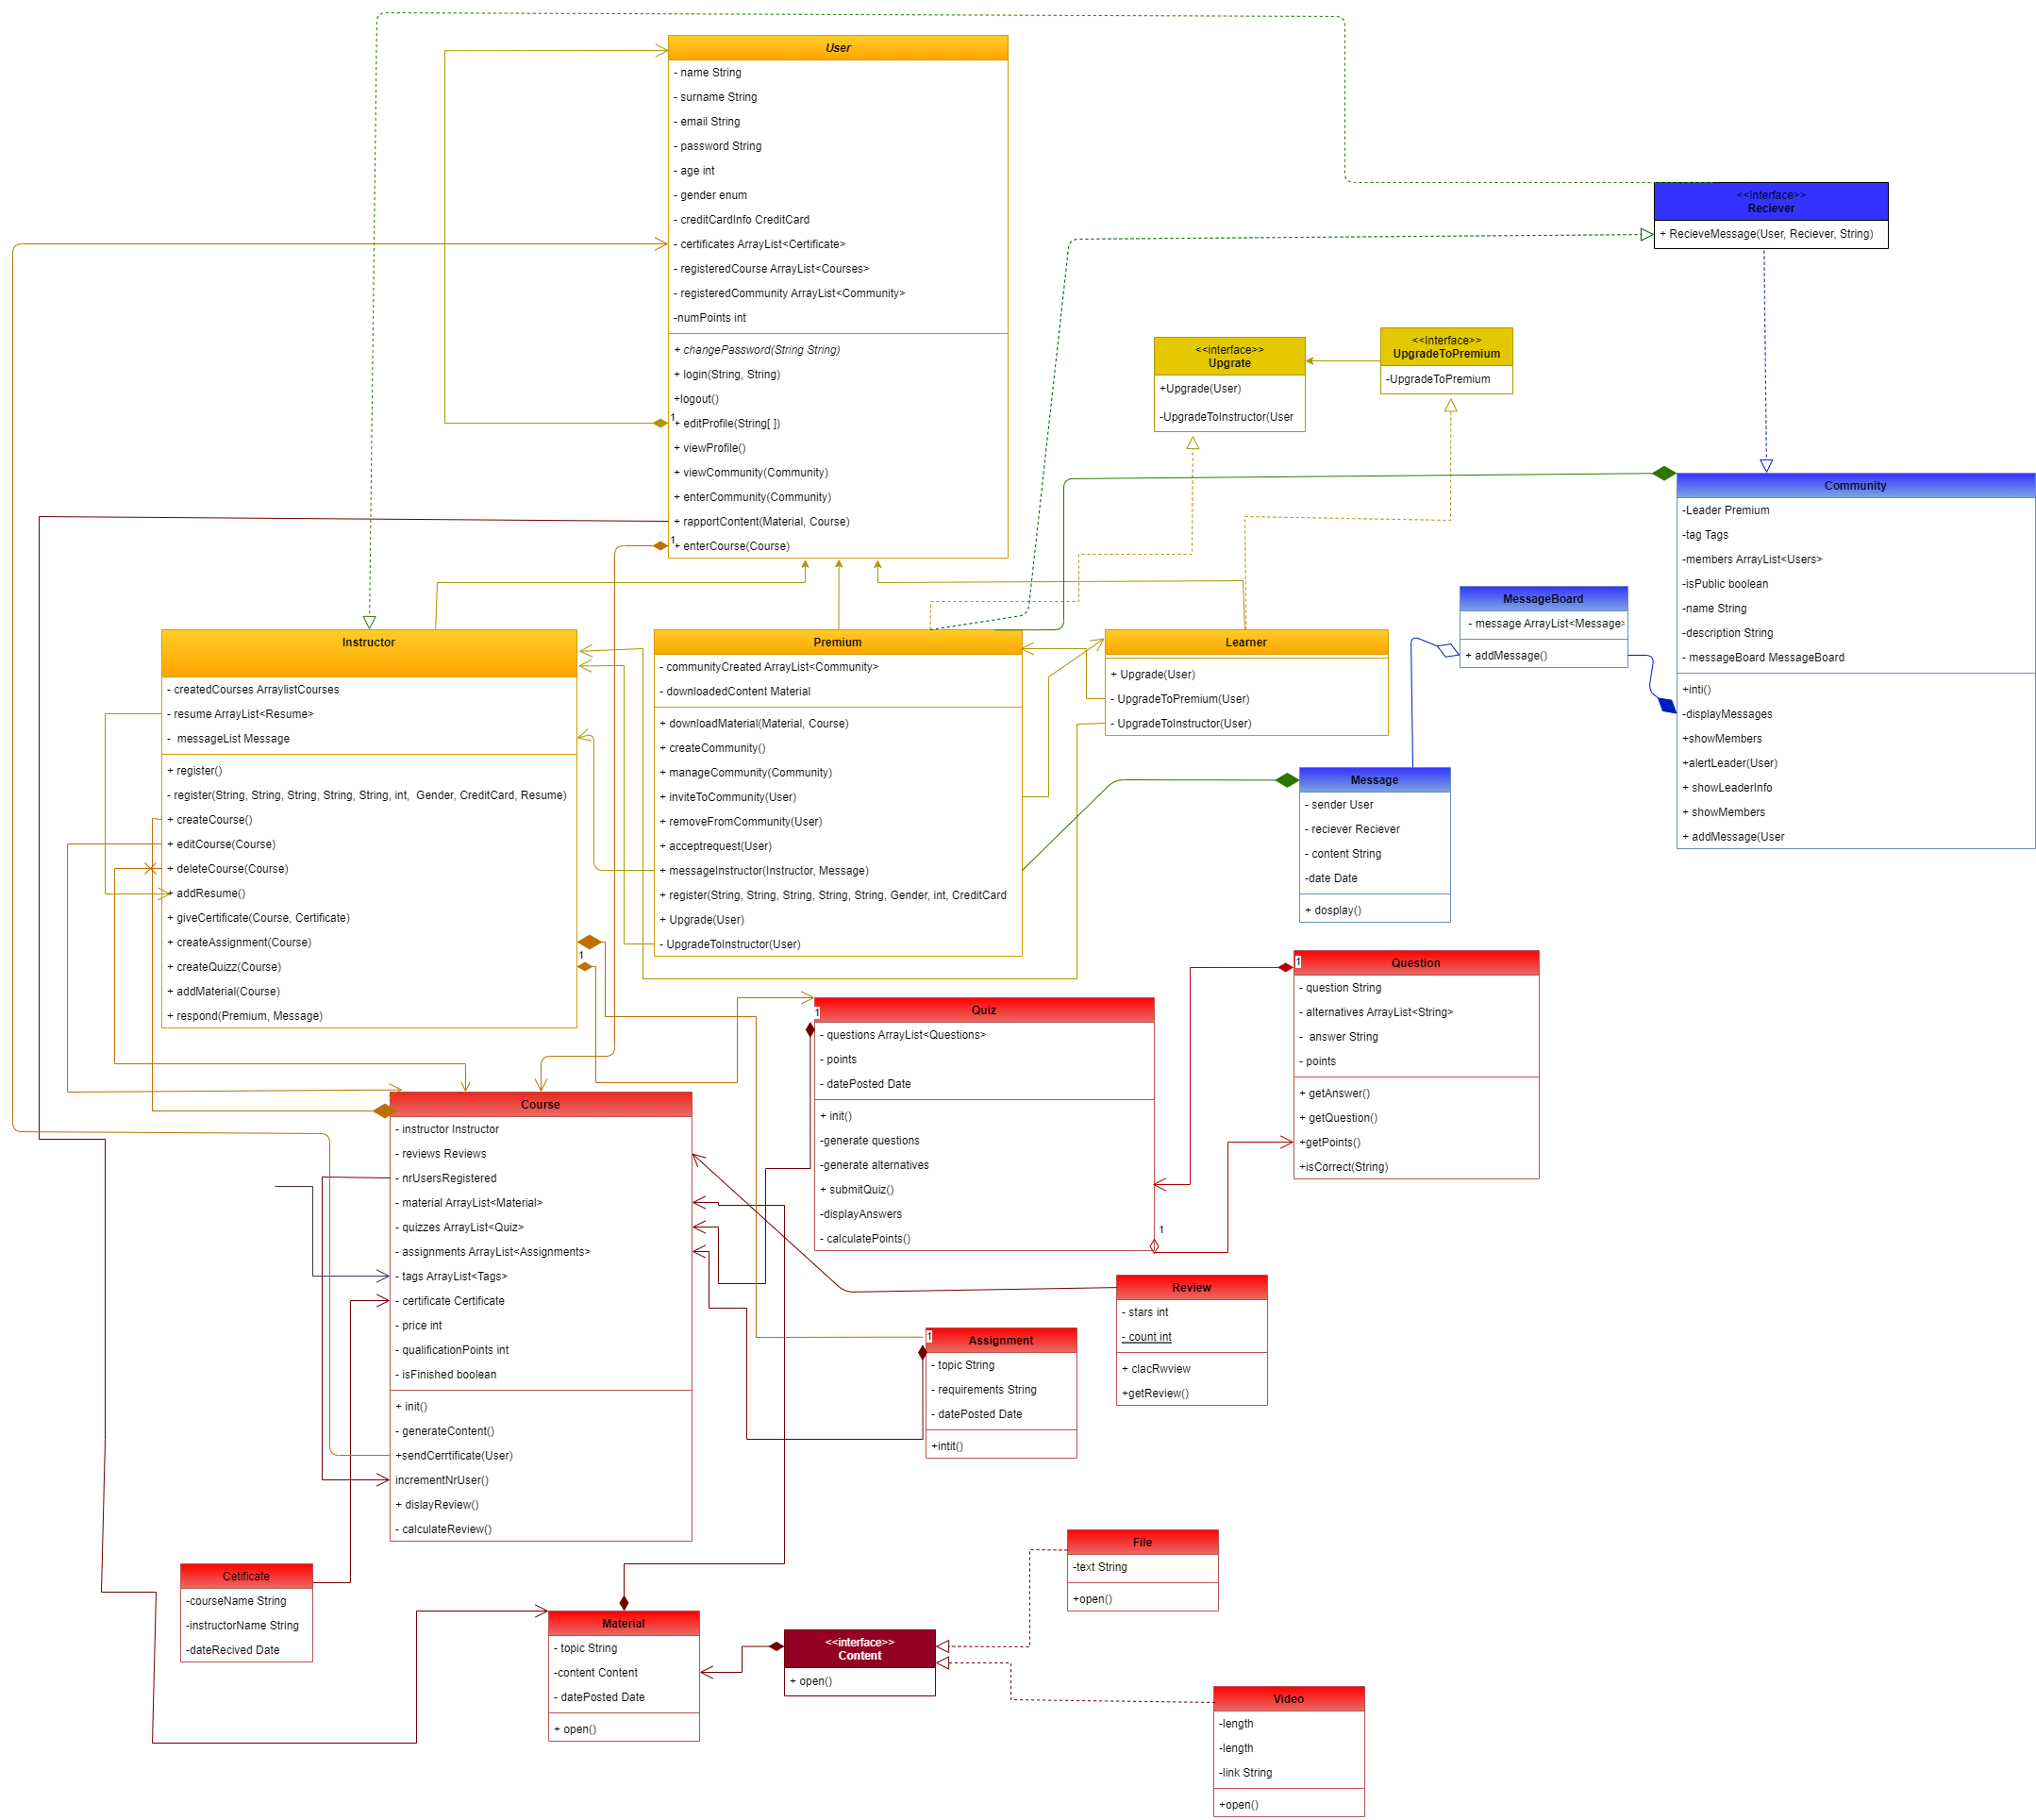 User
- name String
- surname String
- email String
- password String
- age int
- gender enum
- creditCardInfo CreditCard
- certificates ArrayList<Certificate>
- registeredCourse ArrayList<Courses>
- registeredCommunity ArrayList<Community>
-numPoints int
+ changePassword(String String)
+ login(String, String)
+logout()
1
+ editProfile(String[ ])
+ viewProfile()
+ viewCommunity(Community)
+ enterCommunity(Community)
+ rapportContent(Material, Course)
1
+ enterCourse(Course)
<<Interface>>
Reciever
+ RecieveMessage(User, Reciever, String)
<<interface>>
Upgrate
+Upgrade(User)
-UpgradeToInstructor(User
<<Interface>>
UpgradeToPremium
-UpgradeToPremium
Community
-Leader Premium
-tag Tags
-members ArrayList<Users>
-isPublic boolean
-name String
-description String
- messageBoard MessageBoard
+inti()
-displayMessages
+showMembers
+alertLeader(User)
+ showLeaderInfo
+ showMembers
+ addMessage(User
MessageBoard
- message ArrayList<Message>
+ addMessage()
Instructor
- createdCourses ArraylistCourses
- resume ArrayList<Resume>
- messageList Message
+ register()
- register(String, String, String, String, String, int, Gender, CreditCard, Resume)
+ createCourse()
+ editCourse(Course)
+ deleteCourse(Course)
+ addResume()
+ giveCertificate(Course, Certificate)
+ createAssignment(Course)
+ createQuizz(Course)
+ addMaterial(Course)
+ respond(Premium, Message)
1
Premium
- communityCreated ArrayList<Community>
- downloadedContent Material
+ downloadMaterial(Material, Course)
+ createCommunity()
+ manageCommunity(Community)
+ inviteToCommunity(User)
+ removeFromCommunity(User)
+ acceptrequest(User)
+ messageInstructor(Instructor, Message)
+ register(String, String, String, String, String, Gender, int, CreditCard
+ Upgrade(User)
- UpgradeToInstructor(User)
Learner
+ Upgrade(User)
- UpgradeToPremium(User)
- UpgradeToInstructor(User)
Message
- sender User
- reciever Reciever
- content String
-date Date
+ dosplay()
1
Question
- question String
- alternatives ArrayList<String>
- answer String
- points
+ getAnswer()
+ getQuestion()
+getPoints()
+isCorrect(String)
Quiz
1
- questions ArrayList<Questions>
- points
- datePosted Date
+ init()
-generate questions
-generate alternatives
+ submitQuiz()
-displayAnswers
- calculatePoints()
1
Course
- instructor Instructor
- reviews Reviews
- nrUsersRegistered
- material ArrayList<Material>
- quizzes ArrayList<Quiz>
- assignments ArrayList<Assignments>
- tags ArrayList<Tags>
- certificate Certificate
- price int
- qualificationPoints int
- isFinished boolean
+ init()
- generateContent()
+sendCerrtificate(User)
incrementNrUser()
+ dislayReview()
- calculateReview()
Review
- stars int
- count int
+ clacRwview
+getReview()
1
Assignment
- topic String
- requirements String
- datePosted Date
+intit()
Cetificate
-courseName String
-instructorName String
-dateRecived Date
Material
- topic String
-content Content
- datePosted Date
+ open()
<<interface>>
Content
+ open()
File
-text String
+open()
Video
-length
-length
-link String
+open()